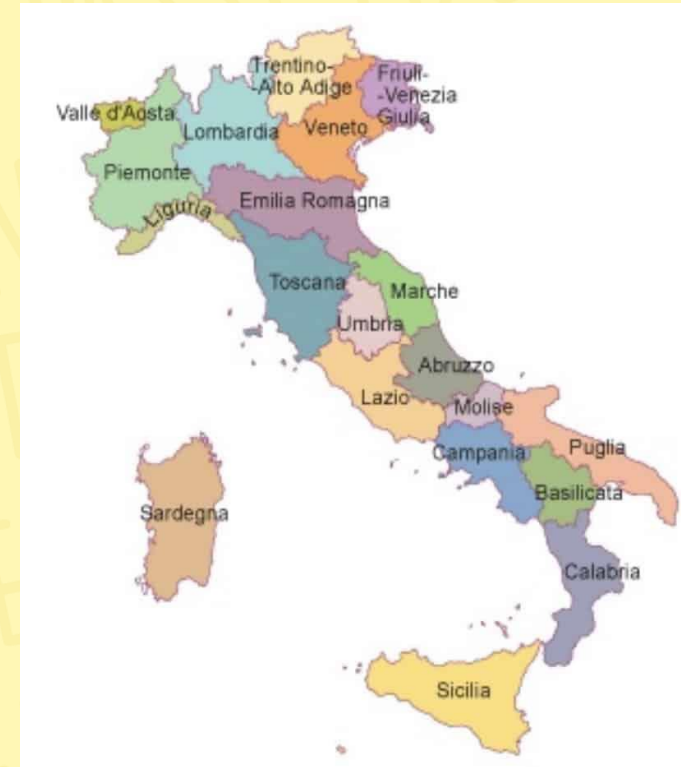 Trentino-
-Alto Adige
Friuli-
-Venezia
Giulia
Valle d'Aosta
Lombardia
Veneto
Piemonte
Emilia Romagna
Liguria
Toscana
Marche
Umbria
Abruzzo
Lazio
Molise
Campania
Puglia
Basilicata
Sardegna
Calabria
Sicilia